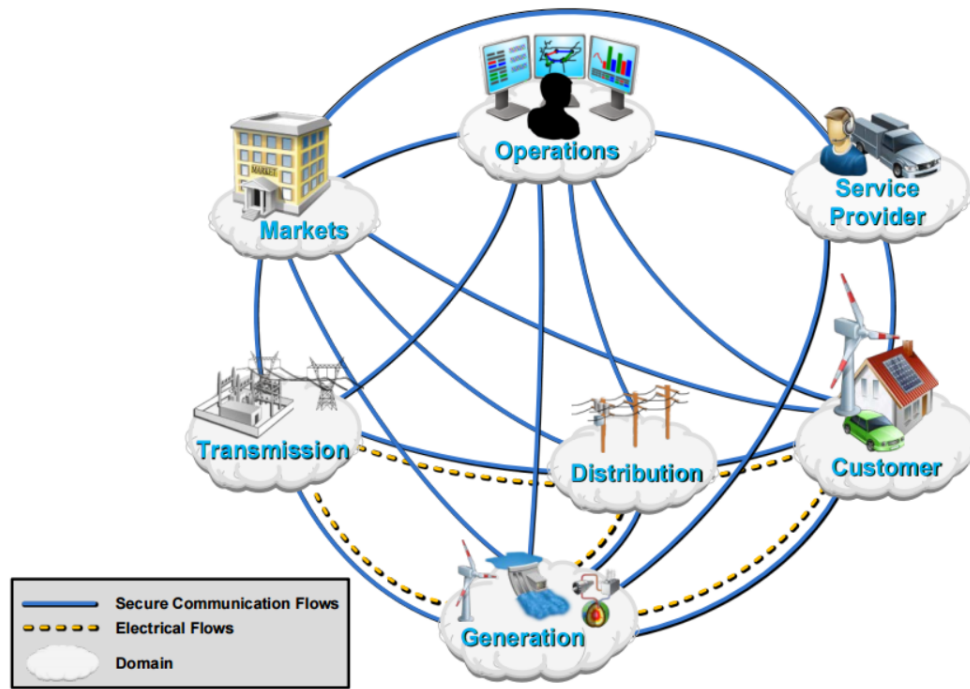 Operations
MARKET
Markets
Service
Provider
Transmission
Distribution
Customer
Generation
Secure Communication Flows
Electrical Flows
Domain